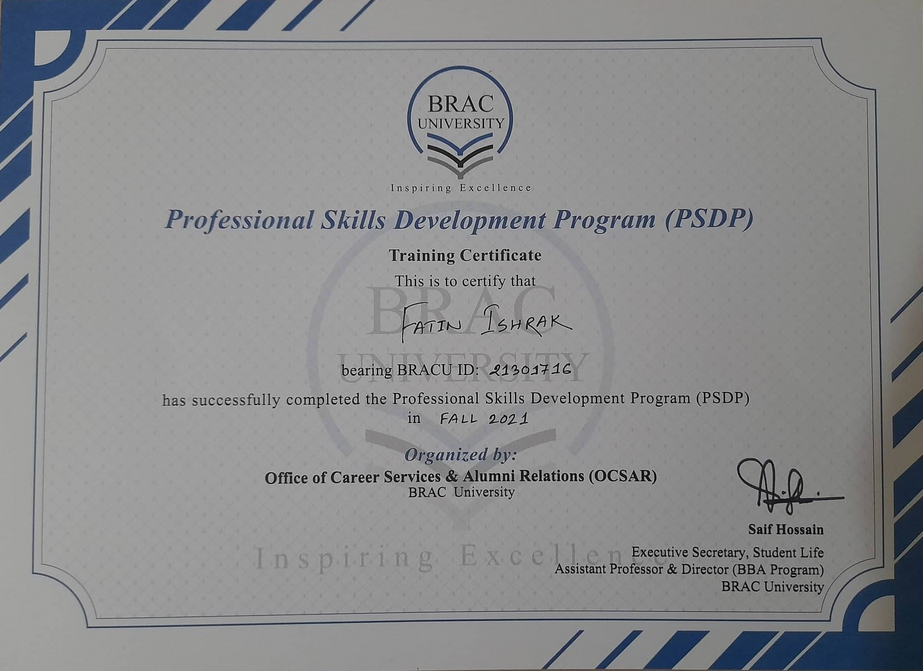 BRAC
UNIVERSITY
Inspiring Excellence
Professional Skills Development Program (PSDP)
Training Certificate
This is to certify that
FATIN ISHRAK
bearing BRACU ID: 21301716
has successfully completed the Professional Skills Development Program (PSDP)
in FALL 2021
Organized by:
Office of Career Services & Alumni Relations (OCSAR)
BRAC University
Saif Hossain
Executive Secretary, Student Life
Assistant Professor & Director (BBA Program)
BRAC University
BRAC
UNIVERSITY
Inspiring Excellen